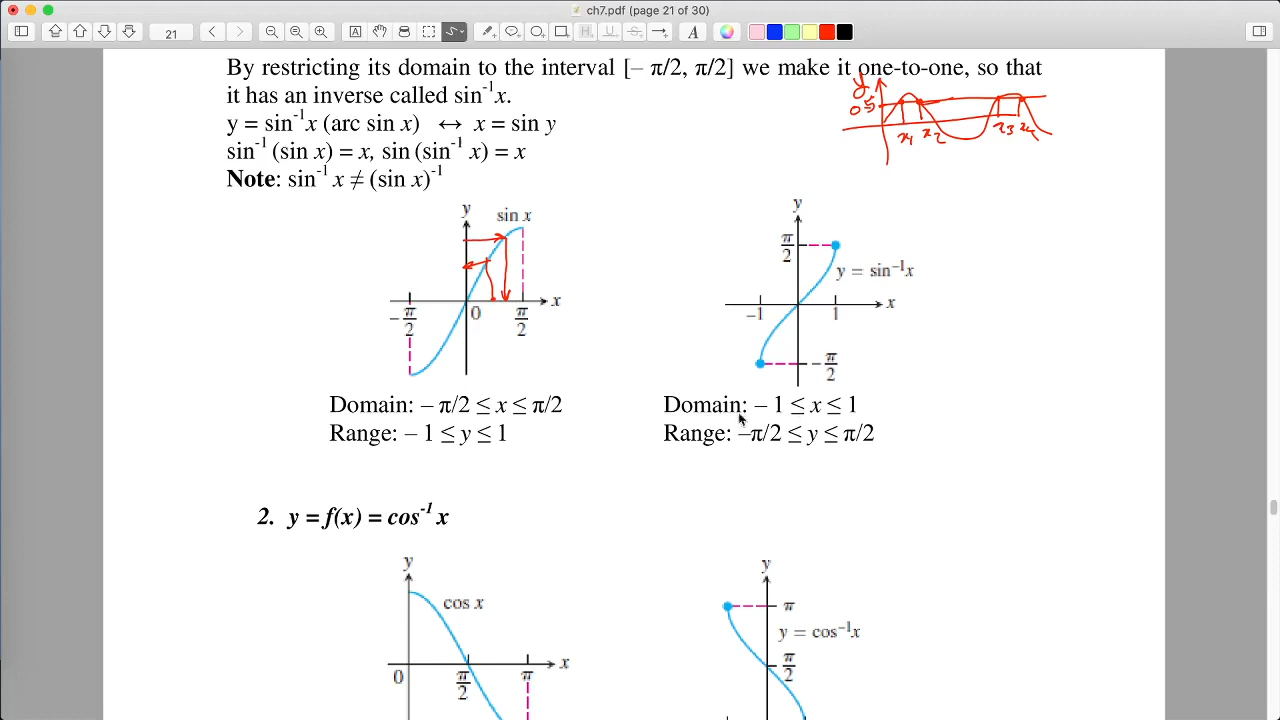 ch7.pdf (page 21 of 30)
21
By restricting its domain to the interval [– π/2, π/2] we make it one-to-one, so that
it has an inverse called sin⁻¹x.
y = sin⁻¹x (arc sin x) ↔ x = sin y
sin⁻¹ (sin x) = x, sin (sin⁻¹ x) = x
Note: sin⁻¹ x ≠ (sin x)⁻¹
y
0.5
x1 x2 x3 x4
y
sin x
x
–π/2 0 π/2
y
π/2
y = sin⁻¹x
x
–1 1
–π/2
Domain: – π/2 ≤ x ≤ π/2
Range: – 1 ≤ y ≤ 1
Domain: – 1 ≤ x ≤ 1
Range: –π/2 ≤ y ≤ π/2
2. y = f(x) = cos⁻¹ x
y
cos x
x
0 π/2 π
y
π
y = cos⁻¹x
π/2